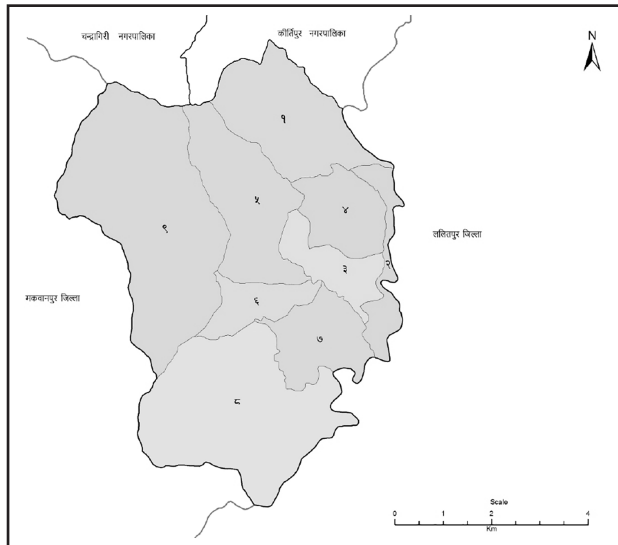 चन्द्रागिरी नगरपालिका
कीर्तिपुर नगरपालिका
N
१
५
४
९
ललितपुर जिल्ला
३
२
मकवानपुर जिल्ला
६
७
८
Scale
0 1 2 4
Km